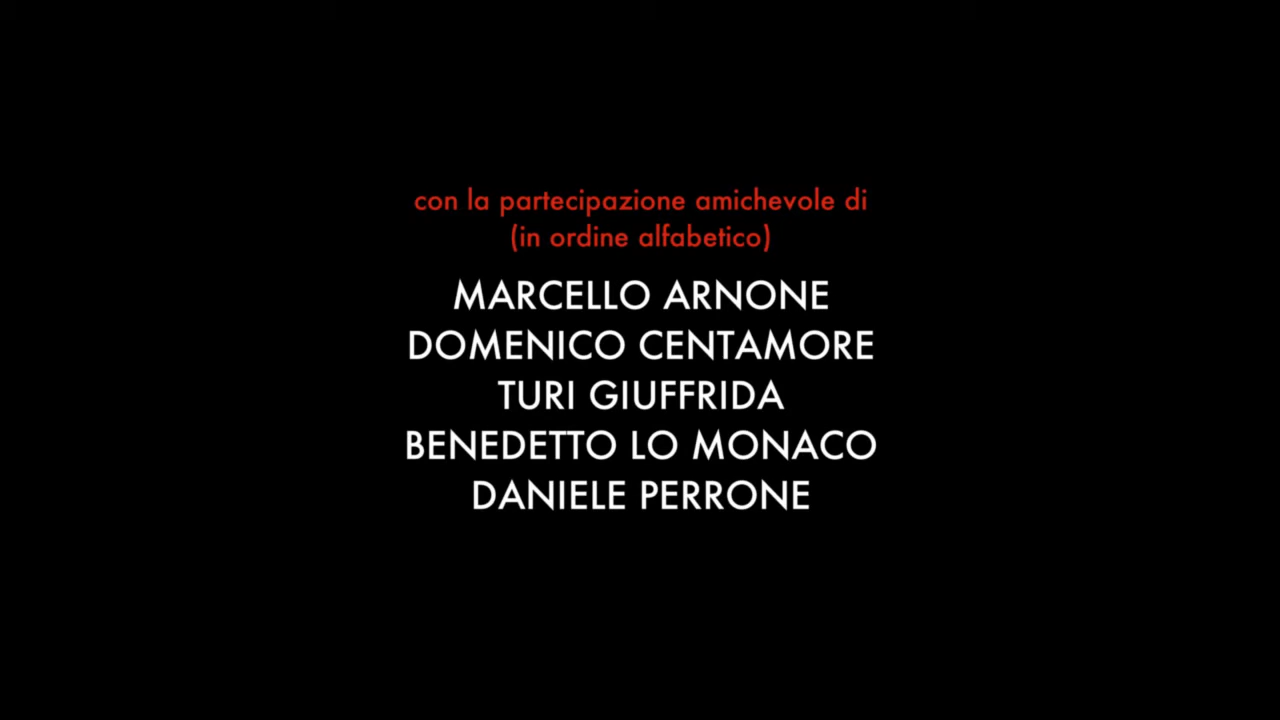 con la partecipazione amichevole di
(in ordine alfabetico)
MARCELLO ARNONE
DOMENICO CENTAMORE
TURI GIUFFRIDA
BENEDETTO LO MONACO
DANIELE PERRONE